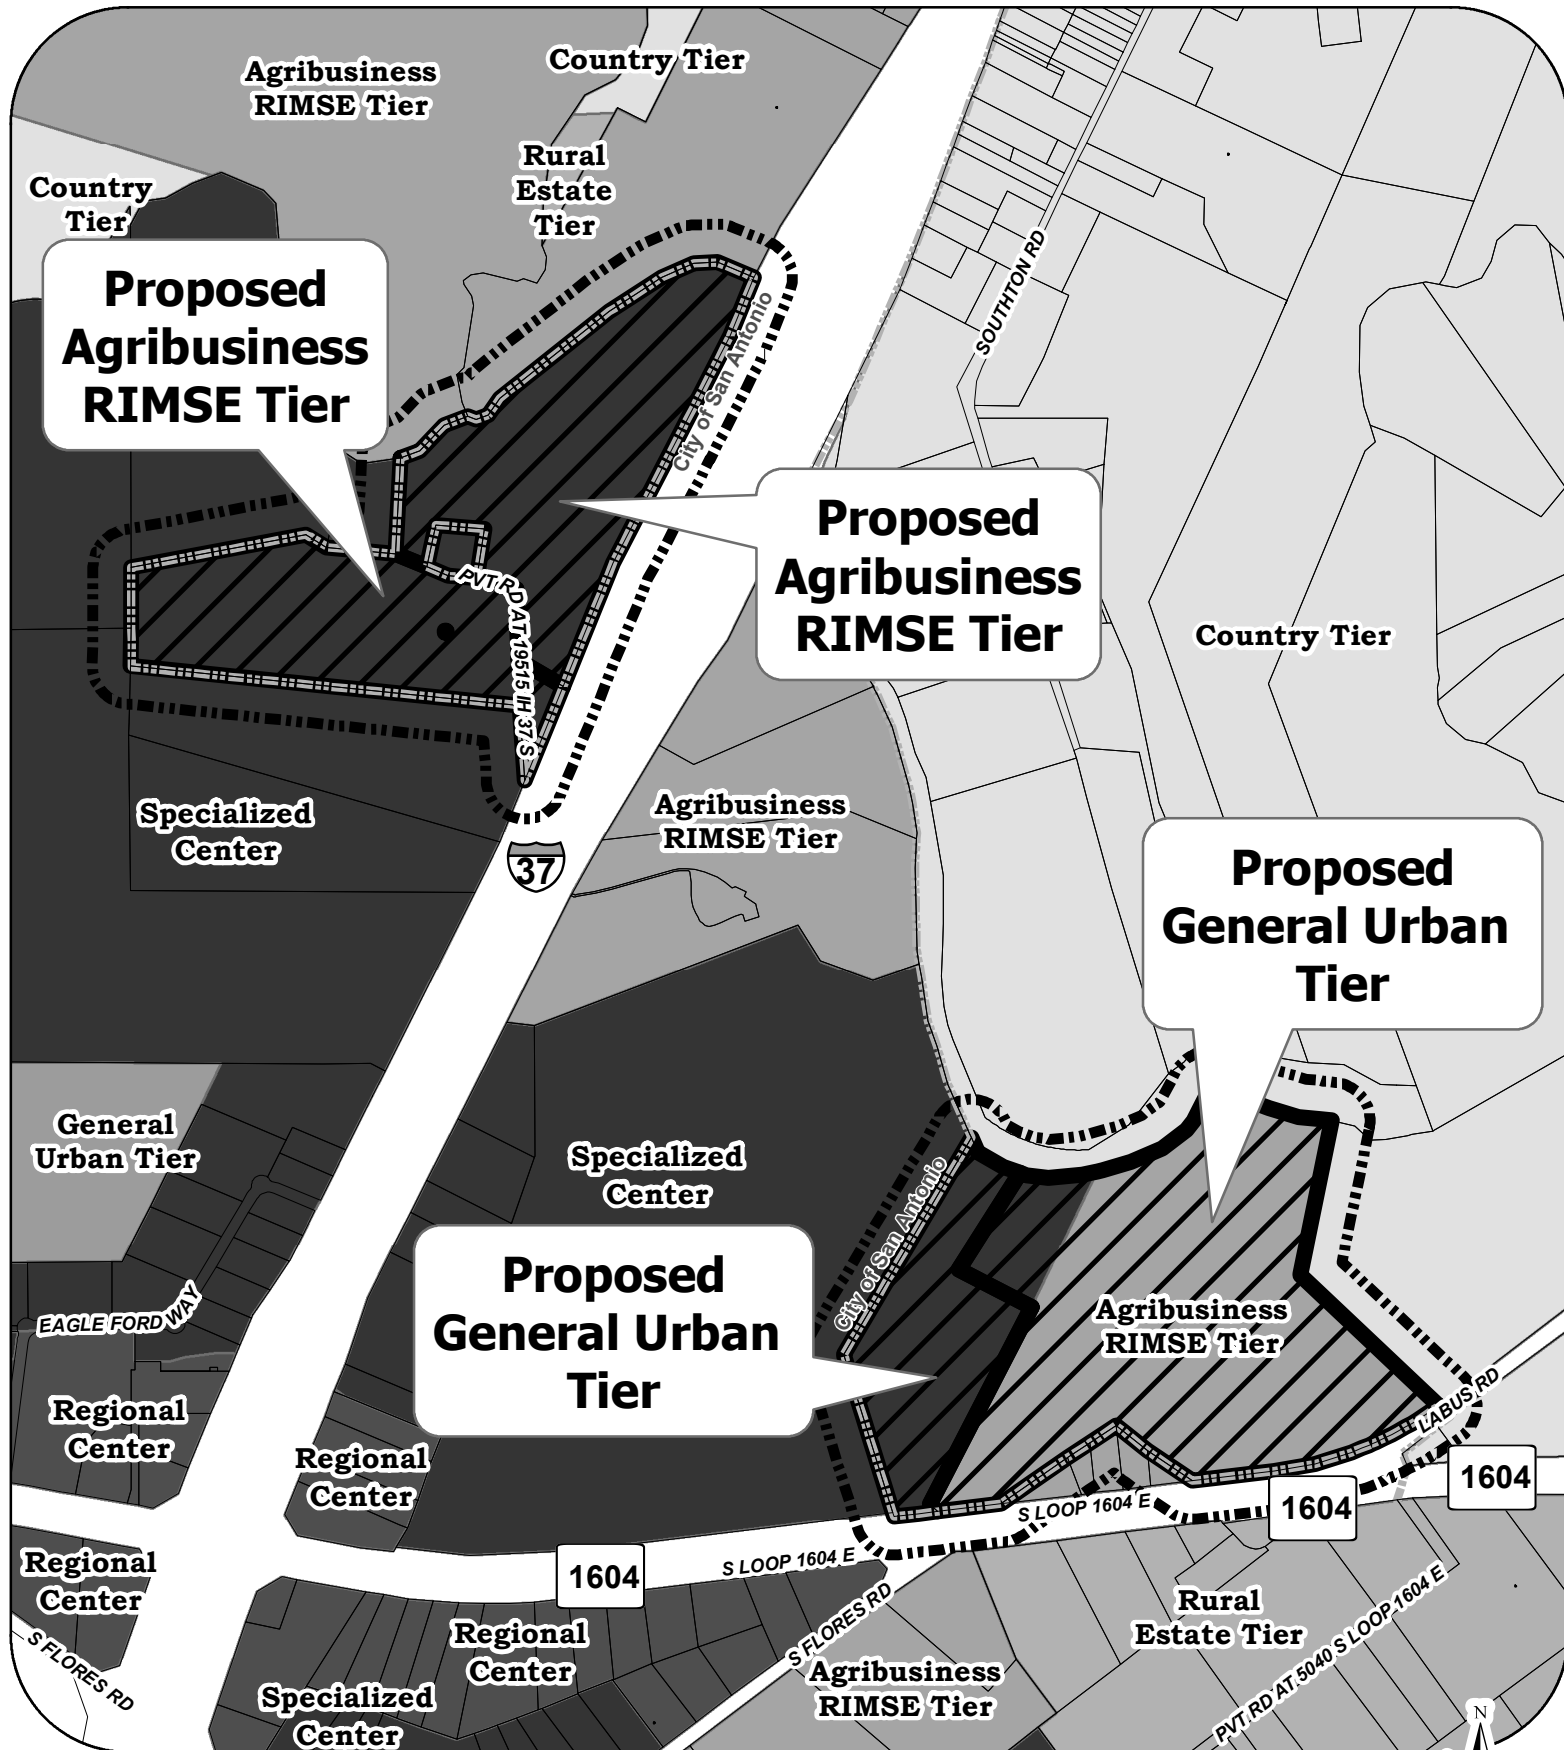 Country Tier
Agribusiness
RIMSE Tier
Rural
Estate
Tier
Country
Tier
Proposed
Agribusiness
RIMSE Tier
SOUTHTON RD
City of San Antonio
Proposed
Agribusiness
RIMSE Tier
PVT RD AT 19515 IH 37 S
Country Tier
Specialized
Center
Agribusiness
RIMSE Tier
37
Proposed
General Urban
Tier
General
Urban Tier
Specialized
Center
City of San Antonio
Proposed
General Urban
Tier
Agribusiness
RIMSE Tier
EAGLE FORD WAY
Regional
Center
Regional
Center
LABUS RD
1604
1604
S LOOP 1604 E
S LOOP 1604 E
1604
Regional
Center
S FLORES RD
Regional
Center
S FLORES RD
Rural
Estate Tier
Agribusiness
RIMSE Tier
PVT RD AT 5040 S LOOP 1604 E
Specialized
Center
N